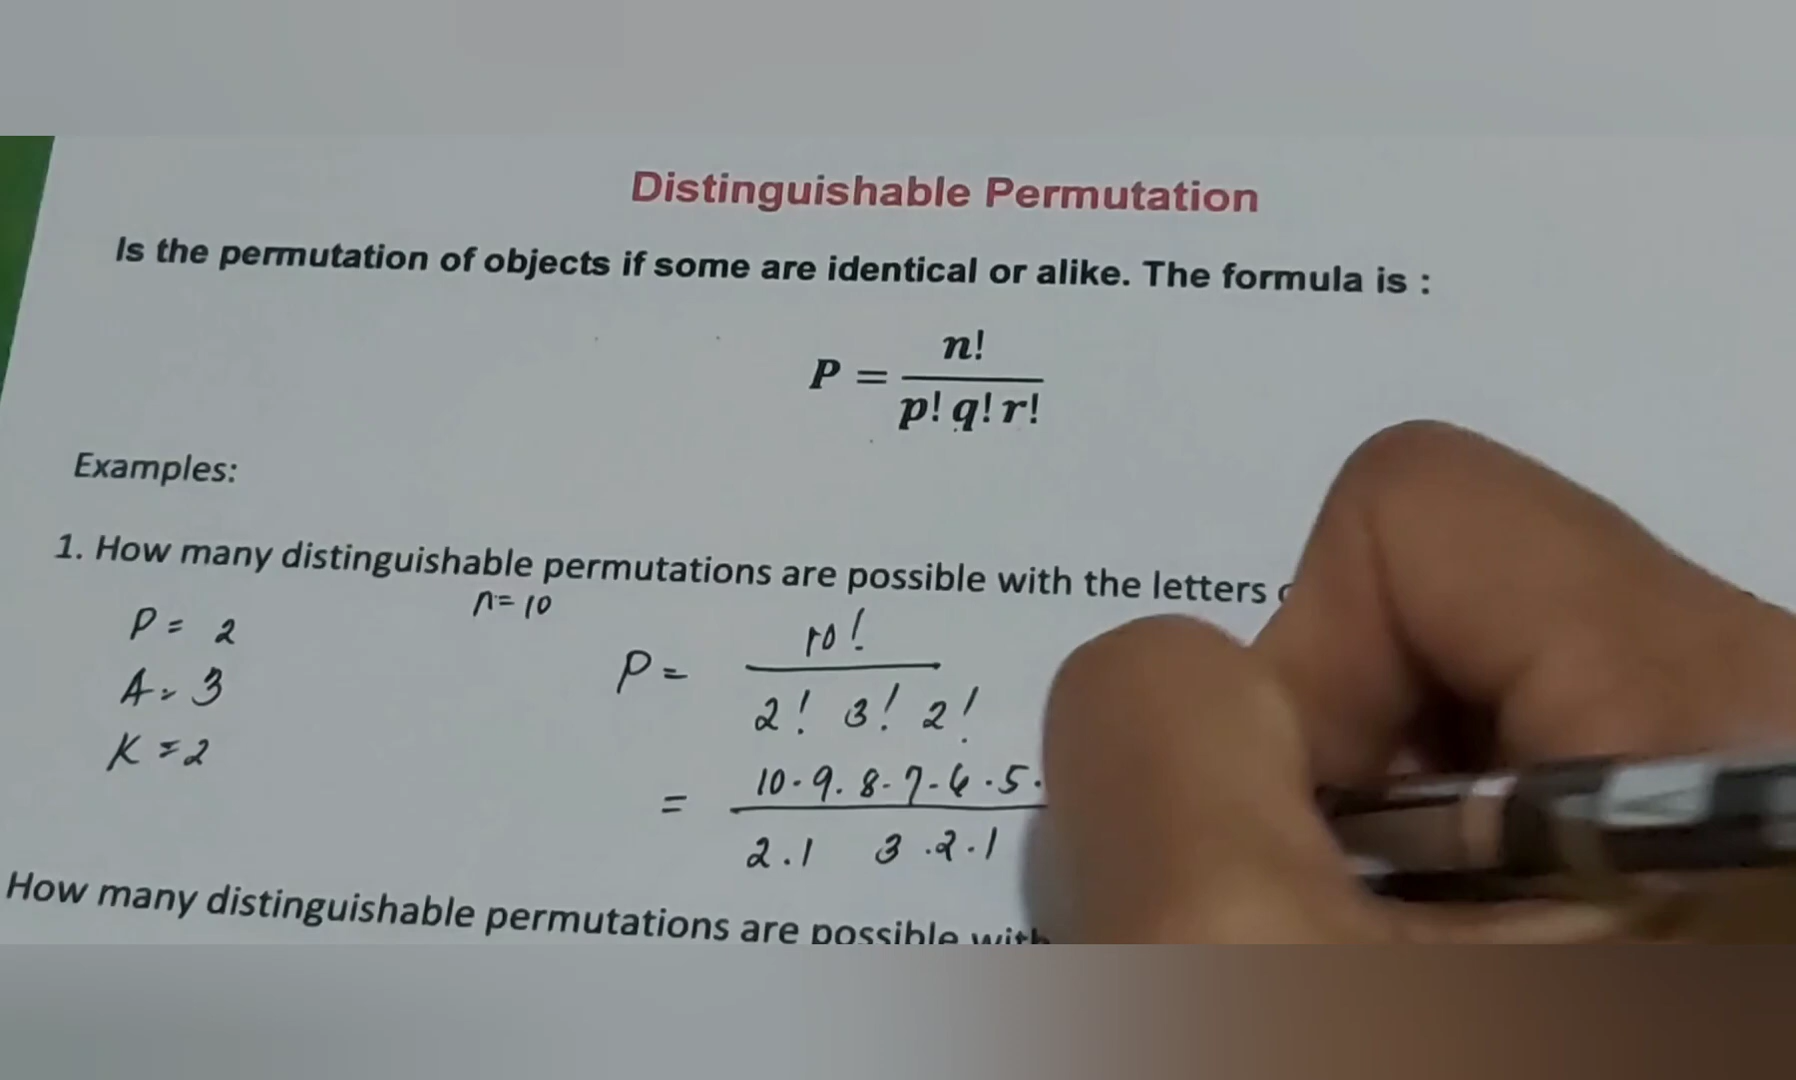 Distinguishable Permutation
Is the permutation of objects if some are identical or alike. The formula is :
P = n! / p! q! r!
Examples:
1. How many distinguishable permutations are possible with the letters
n= 10
P = 2
A = 3
K = 2
P = 10! / 2! 3! 2!
= 10 · 9 · 8 · 7 · 6 · 5 · / 2 · 1 3 · 2 · 1
How many distinguishable permutations are possible with